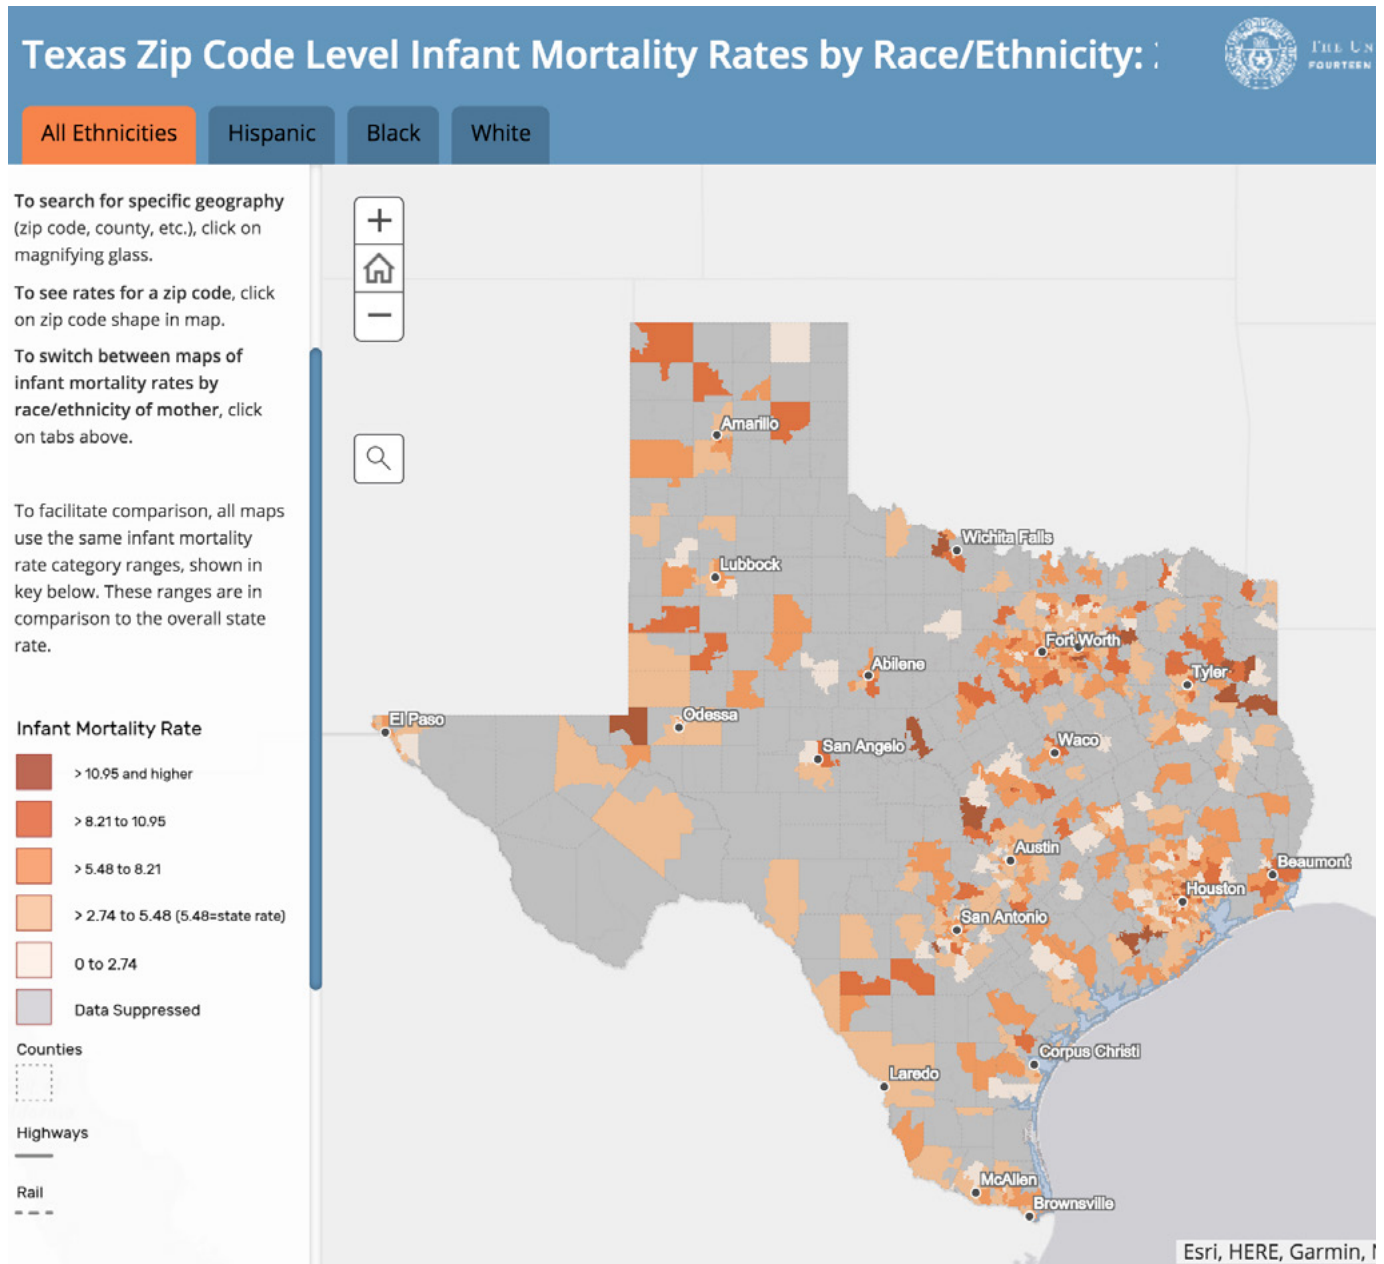 Texas Zip Code Level Infant Mortality Rates by Race/Ethnicity:
THE UN
FOURTEEN
All Ethnicities
Hispanic
Black
White
To search for specific geography
(zip code, county, etc.), click on
magnifying glass.
To see rates for a zip code, click
on zip code shape in map.
To switch between maps of
infant mortality rates by
race/ethnicity of mother, click
on tabs above.
To facilitate comparison, all maps
use the same infant mortality
rate category ranges, shown in
key below. These ranges are in
comparison to the overall state
rate.
Infant Mortality Rate
> 10.95 and higher
> 8.21 to 10.95
> 5.48 to 8.21
> 2.74 to 5.48 (5.48=state rate)
0 to 2.74
Data Suppressed
Counties
Highways
Rail
Amarillo
Wichita Falls
Lubbock
Fort Worth
Abilene
Tyler
El Paso
Odessa
San Angelo
Waco
Austin
Beaumont
Houston
San Antonio
Corpus Christi
Laredo
McAllen
Brownsville
Esri, HERE, Garmin,